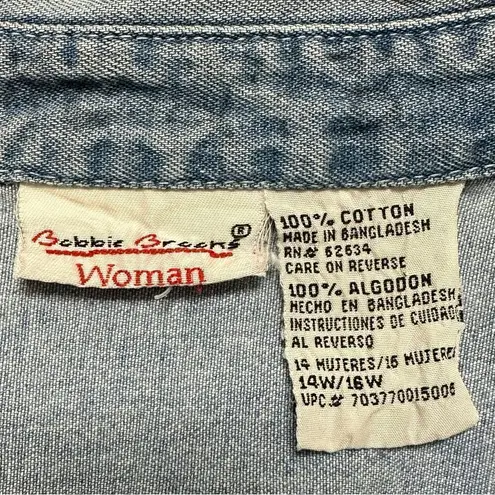 Bobbie Brooks®
Woman
100% COTTON
MADE IN BANGLADESH
RN.# 62634
CARE ON REVERSE
100% ALGODON
HECHO EN BANGLADESH
INSTRUCTIONES DE CUIDADO
AL REVERSO
14 MUJERES/16 MUJERES
14W/16W
UPC.# 703770015006